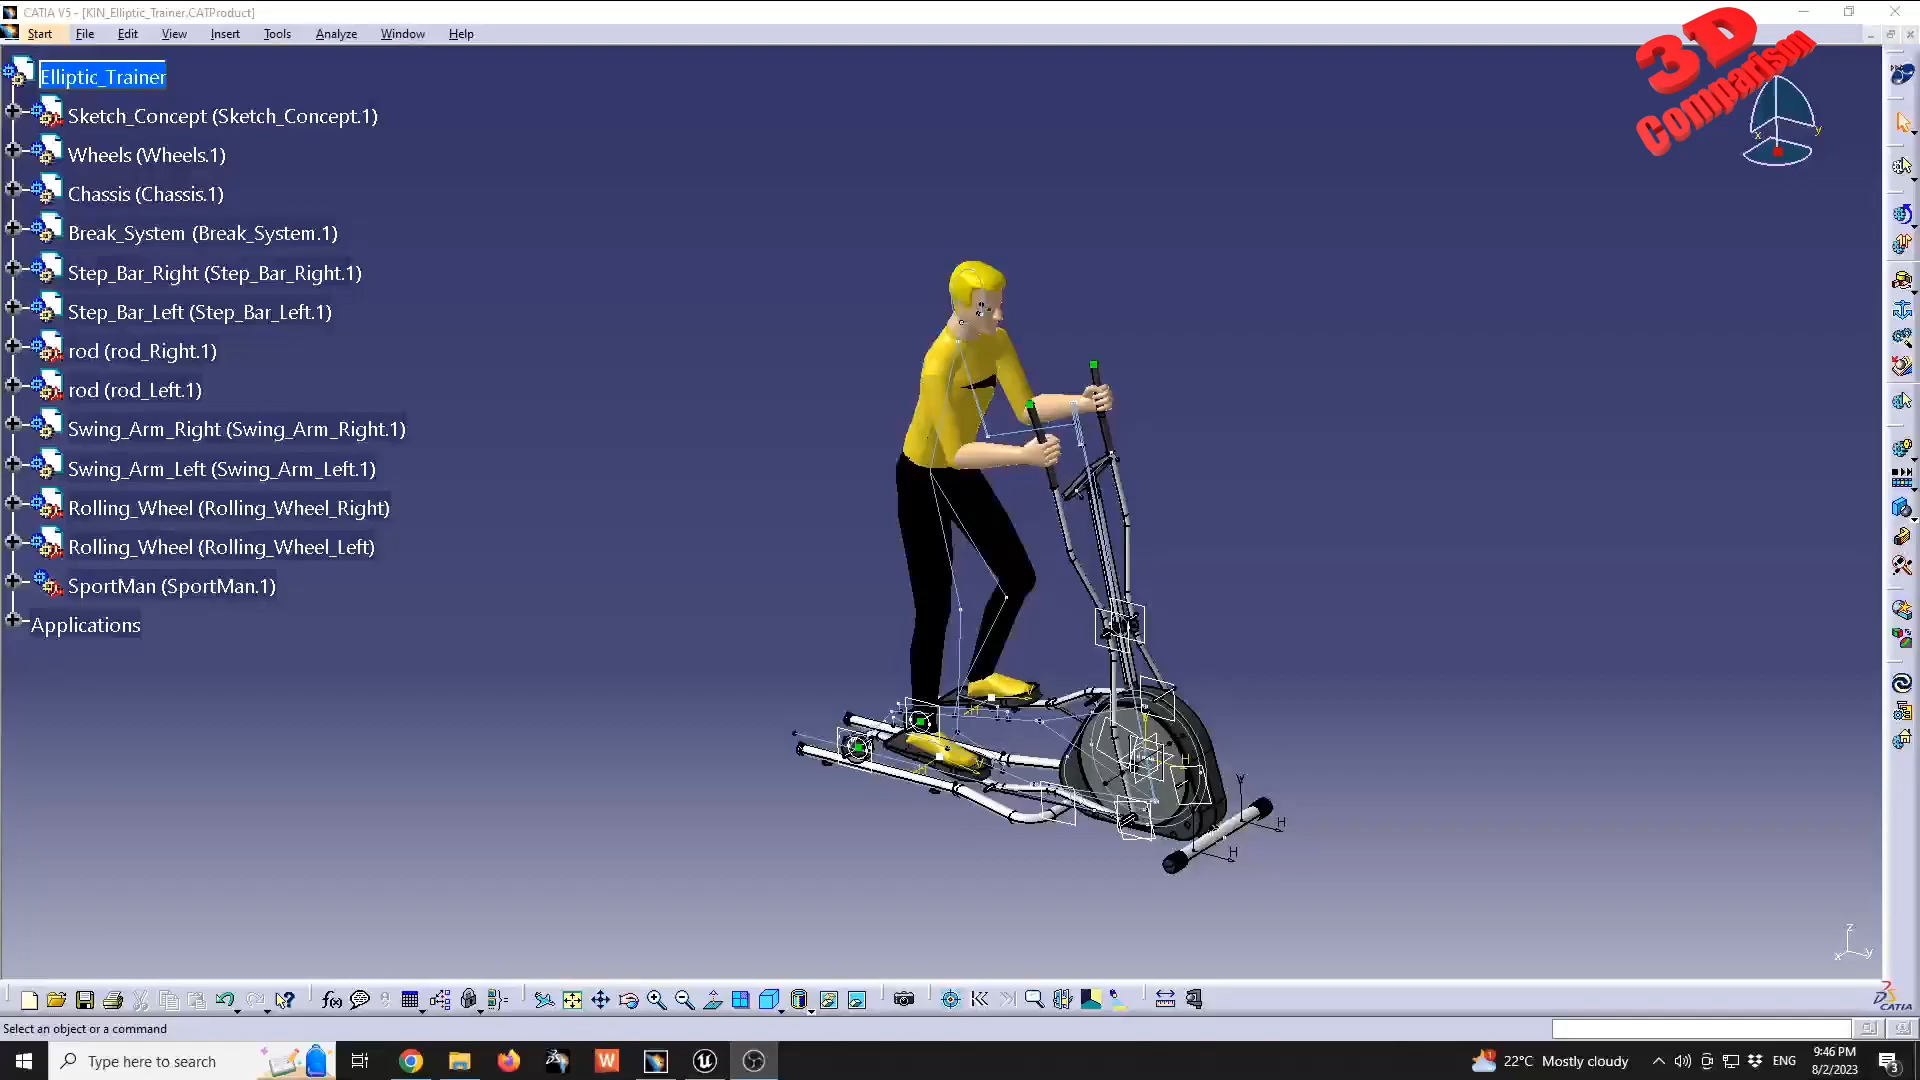 CATIA V5 - [KIN_Elliptic_Trainer.CATProduct]
Start File Edit View Insert Tools Analyze Window Help
3D
Comparison
Elliptic_Trainer
Sketch_Concept (Sketch_Concept.1)
Wheels (Wheels.1)
Chassis (Chassis.1)
Break_System (Break_System.1)
Step_Bar_Right (Step_Bar_Right.1)
Step_Bar_Left (Step_Bar_Left.1)
rod (rod_Right.1)
rod (rod_Left.1)
Swing_Arm_Right (Swing_Arm_Right.1)
Swing_Arm_Left (Swing_Arm_Left.1)
Rolling_Wheel (Rolling_Wheel_Right)
Rolling_Wheel (Rolling_Wheel_Left)
SportMan (SportMan.1)
Applications
x y
V
H
H
H
z
x y
f(x)
CATIA
Select an object or a command
Type here to search
W
22°C Mostly cloudy
ENG
9:46 PM
8/2/2023
3